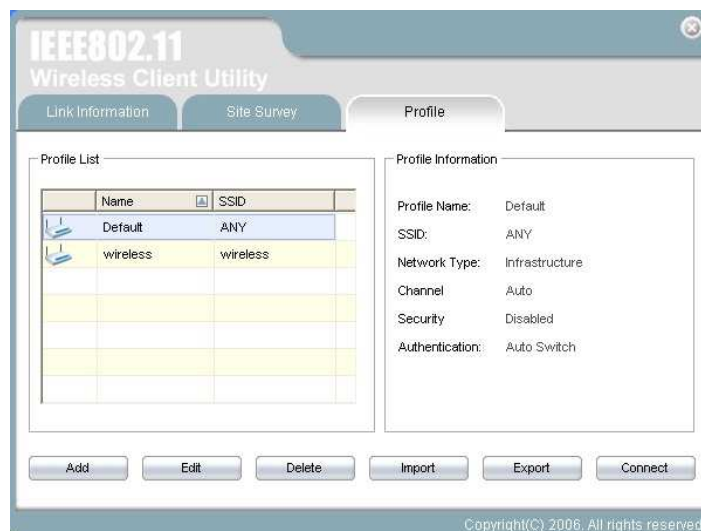 IEEE802.11
Wireless Client Utility
Link Information
Site Survey
Profile
Profile List
Name SSID
Default ANY
wireless wireless
Profile Information
Profile Name: Default
SSID: ANY
Network Type: Infrastructure
Channel Auto
Security Disabled
Authentication: Auto Switch
Add Edit Delete Import Export Connect
Copyright(C) 2006. All rights reserved